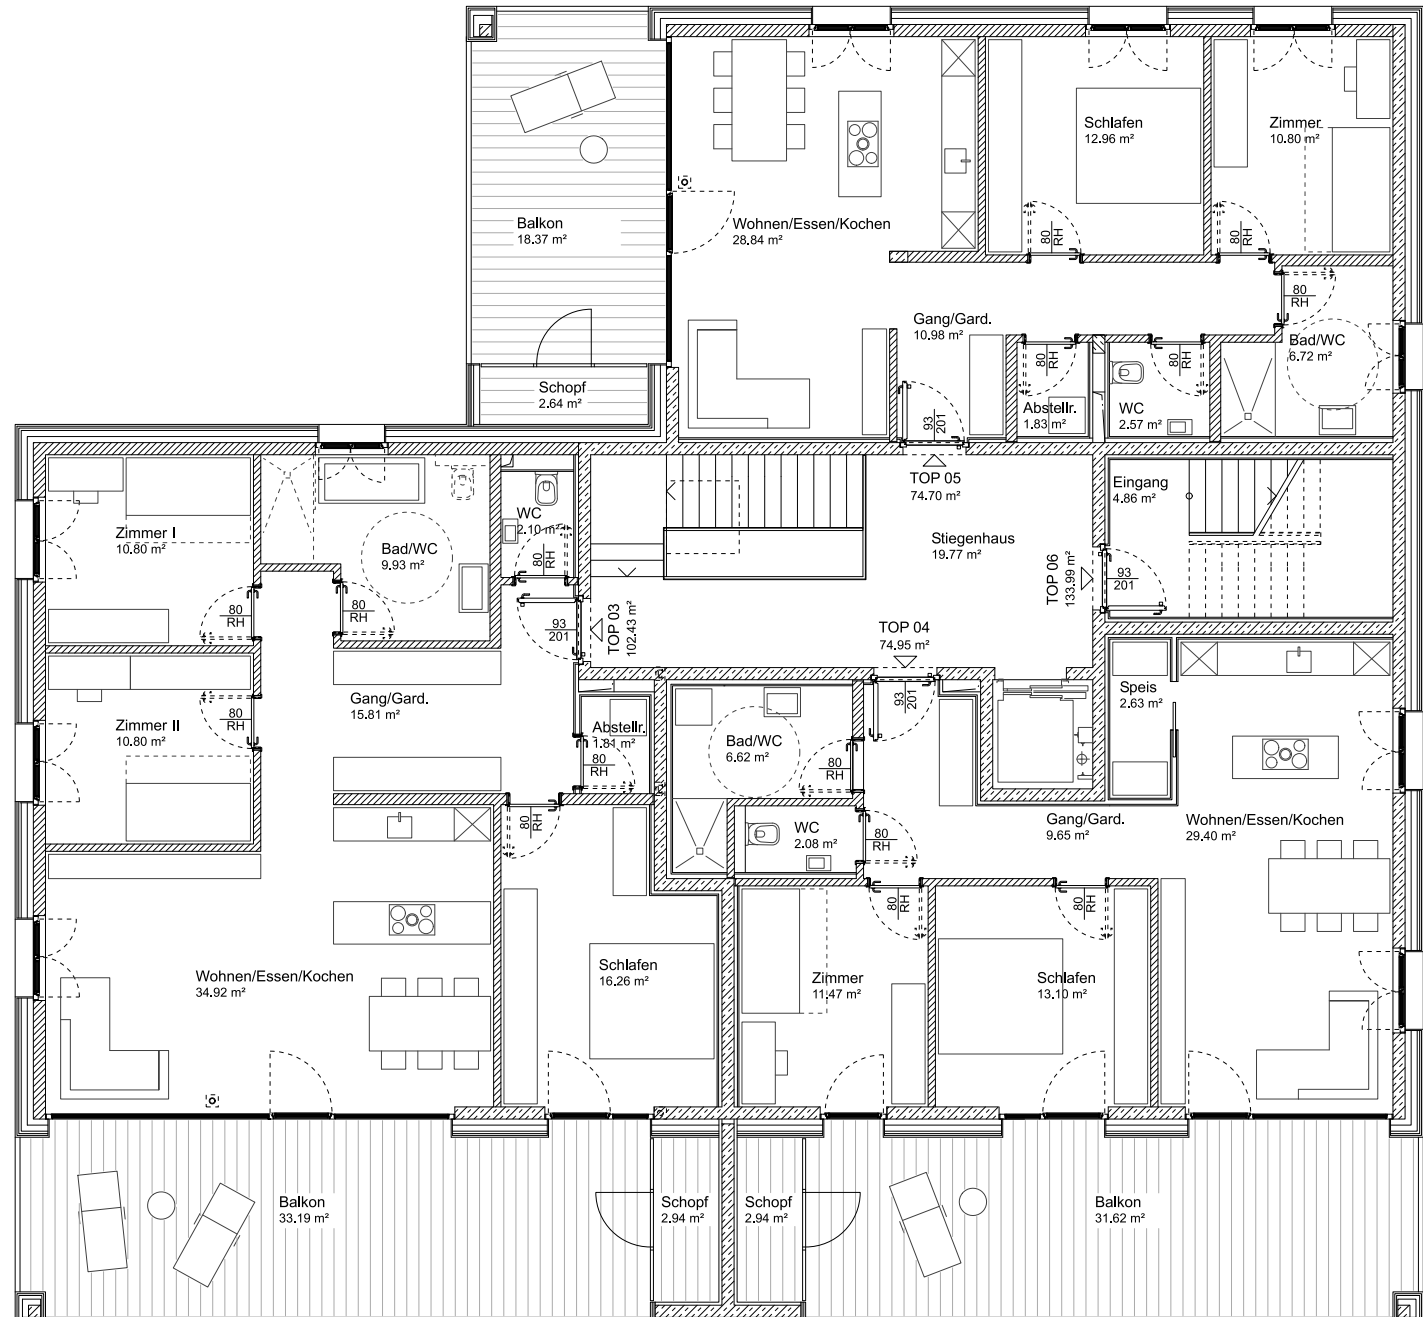 Balkon
18.37 m²
Wohnen/Essen/Kochen
28.84 m²
Schlafen
12.96 m²
Zimmer
10.80 m²
80
RH
80
RH
80
RH
Gang/Gard.
10.98 m²
Bad/WC
6.72 m²
80
RH
80
RH
Schopf
2.64 m²
Abstellr.
1.83 m²
WC
2.57 m²
93
201
TOP 05
74.70 m²
Eingang
4.86 m²
Zimmer I
10.80 m²
Bad/WC
9.93 m²
WC
2.10 m²
80
RH
Stiegenhaus
19.77 m²
TOP 06
133.99 m²
93
201
80
RH
80
RH
93
201
TOP 03
102.43 m²
TOP 04
74.95 m²
93
201
Zimmer II
10.80 m²
80
RH
Gang/Gard.
15.81 m²
Abstellr.
1.81 m²
80
RH
Bad/WC
6.62 m²
80
RH
Speis
2.63 m²
80
RH
WC
2.08 m²
80
RH
Gang/Gard.
9.65 m²
Wohnen/Essen/Kochen
29.40 m²
80
RH
80
RH
Wohnen/Essen/Kochen
34.92 m²
Schlafen
16.26 m²
Zimmer
11.47 m²
Schlafen
13.10 m²
Balkon
33.19 m²
Schopf
2.94 m²
Schopf
2.94 m²
Balkon
31.62 m²